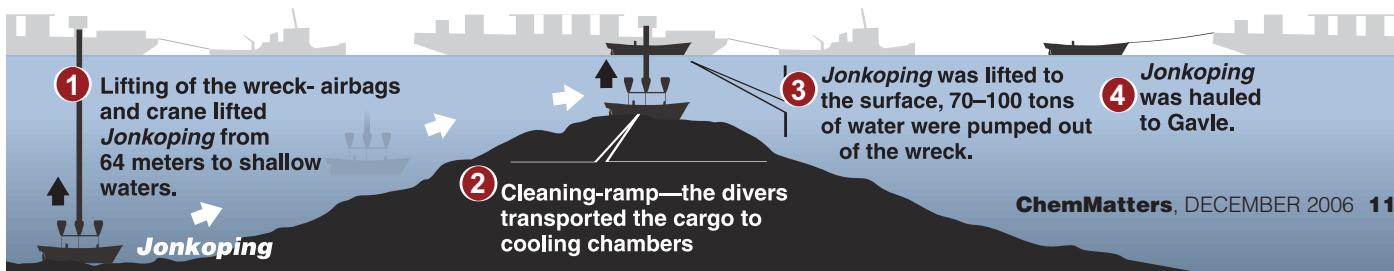 1
Lifting of the wreck- airbags
and crane lifted
Jonkoping from
64 meters to shallow
waters.
Jonkoping
2
Cleaning-ramp—the divers
transported the cargo to
cooling chambers
3
Jonkoping was lifted to
the surface, 70–100 tons
of water were pumped out
of the wreck.
4
Jonkoping
was hauled
to Gavle.
ChemMatters, DECEMBER 2006 11